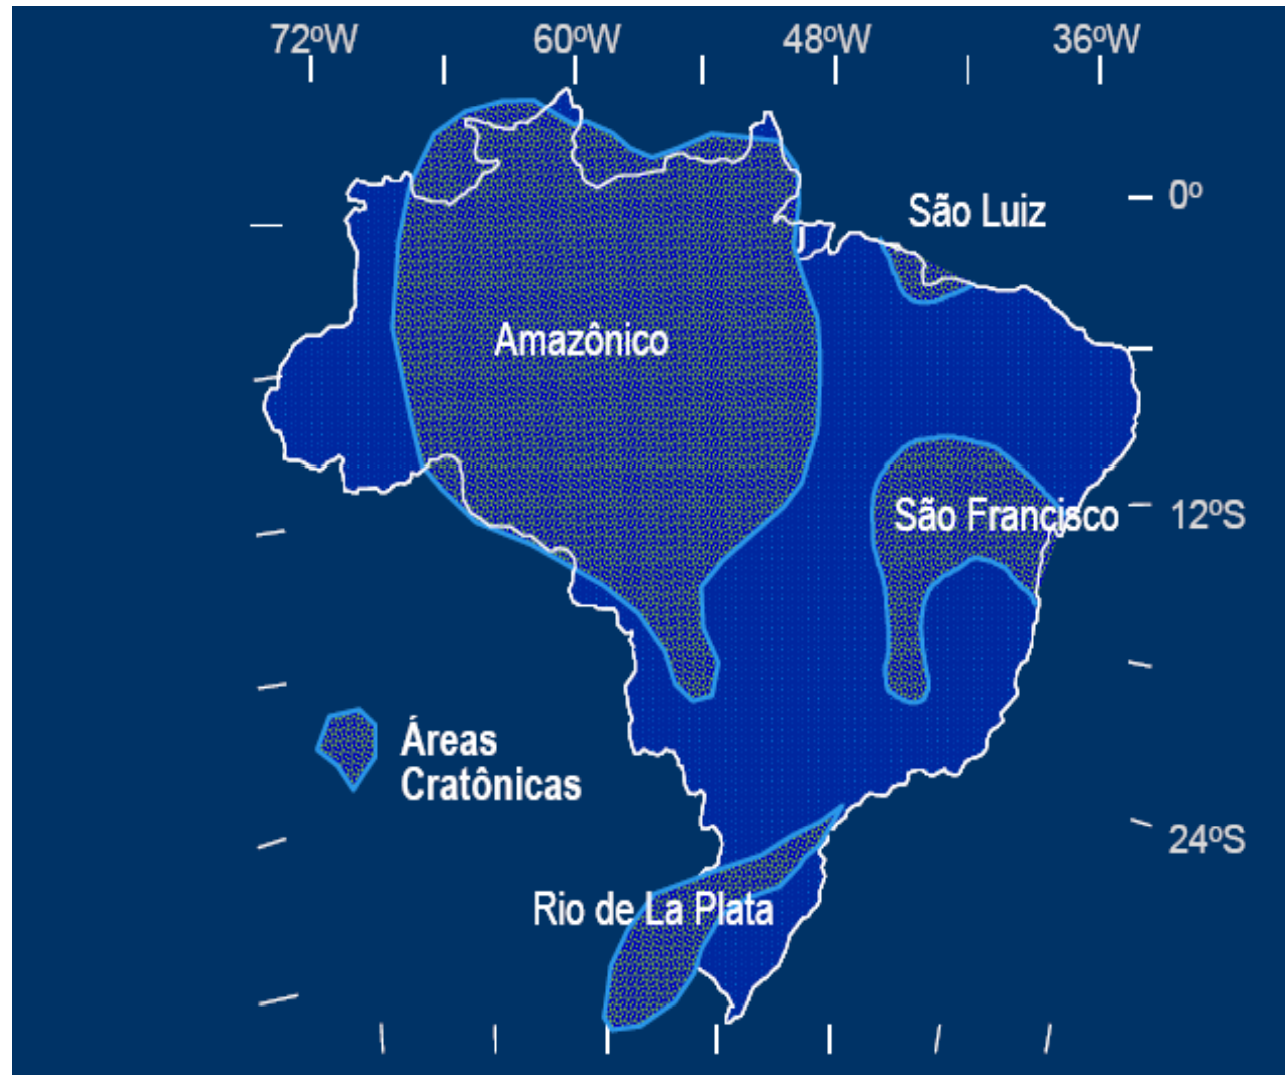 72ºW 60ºW 48ºW 36ºW
0º
São Luiz
Amazônico
São Francisco
12ºS
Áreas
Cratônicas
24ºS
Rio de La Plata